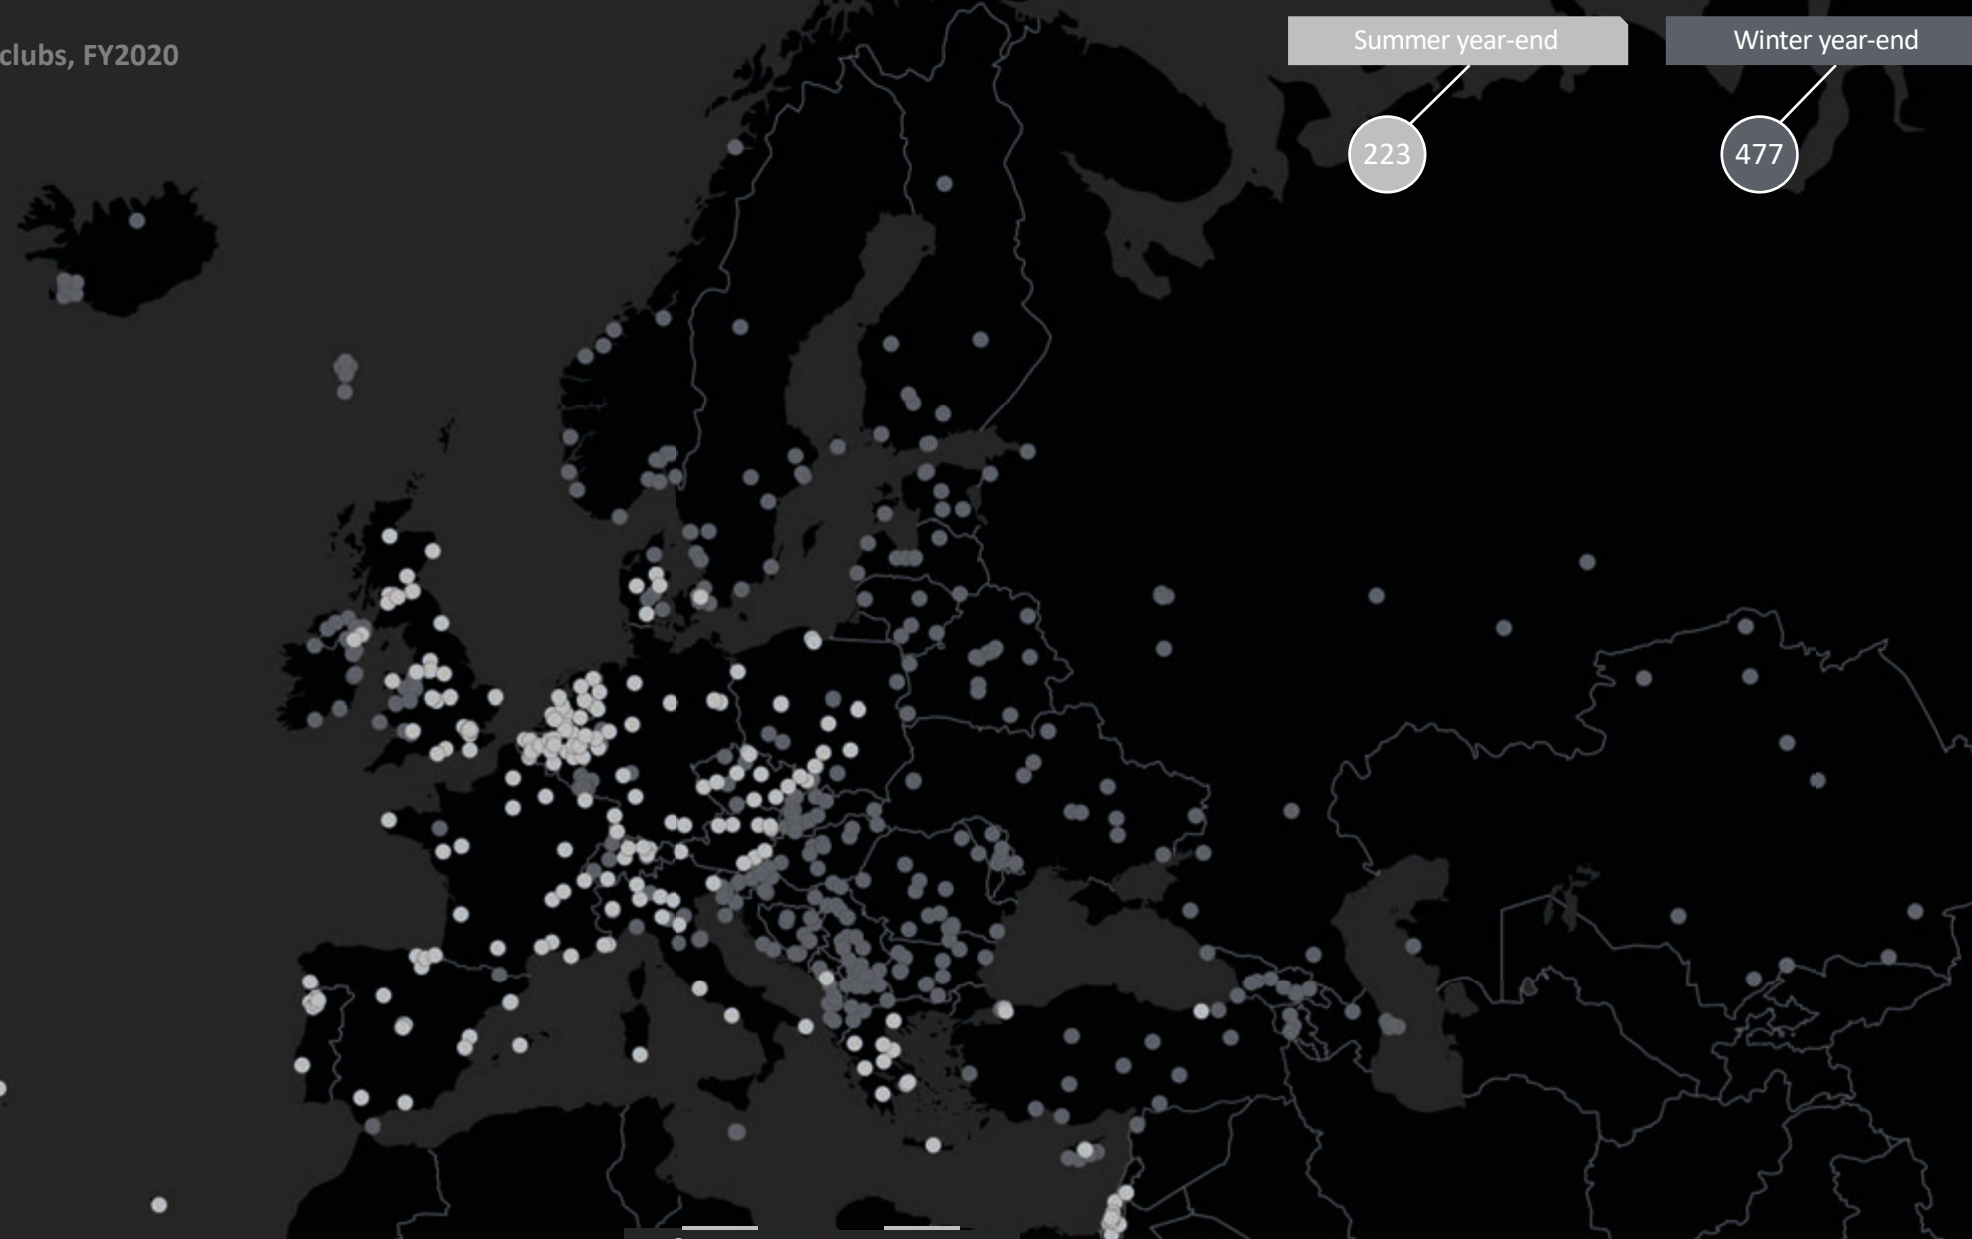 clubs, FY2020
Summer year-end
Winter year-end
223
477